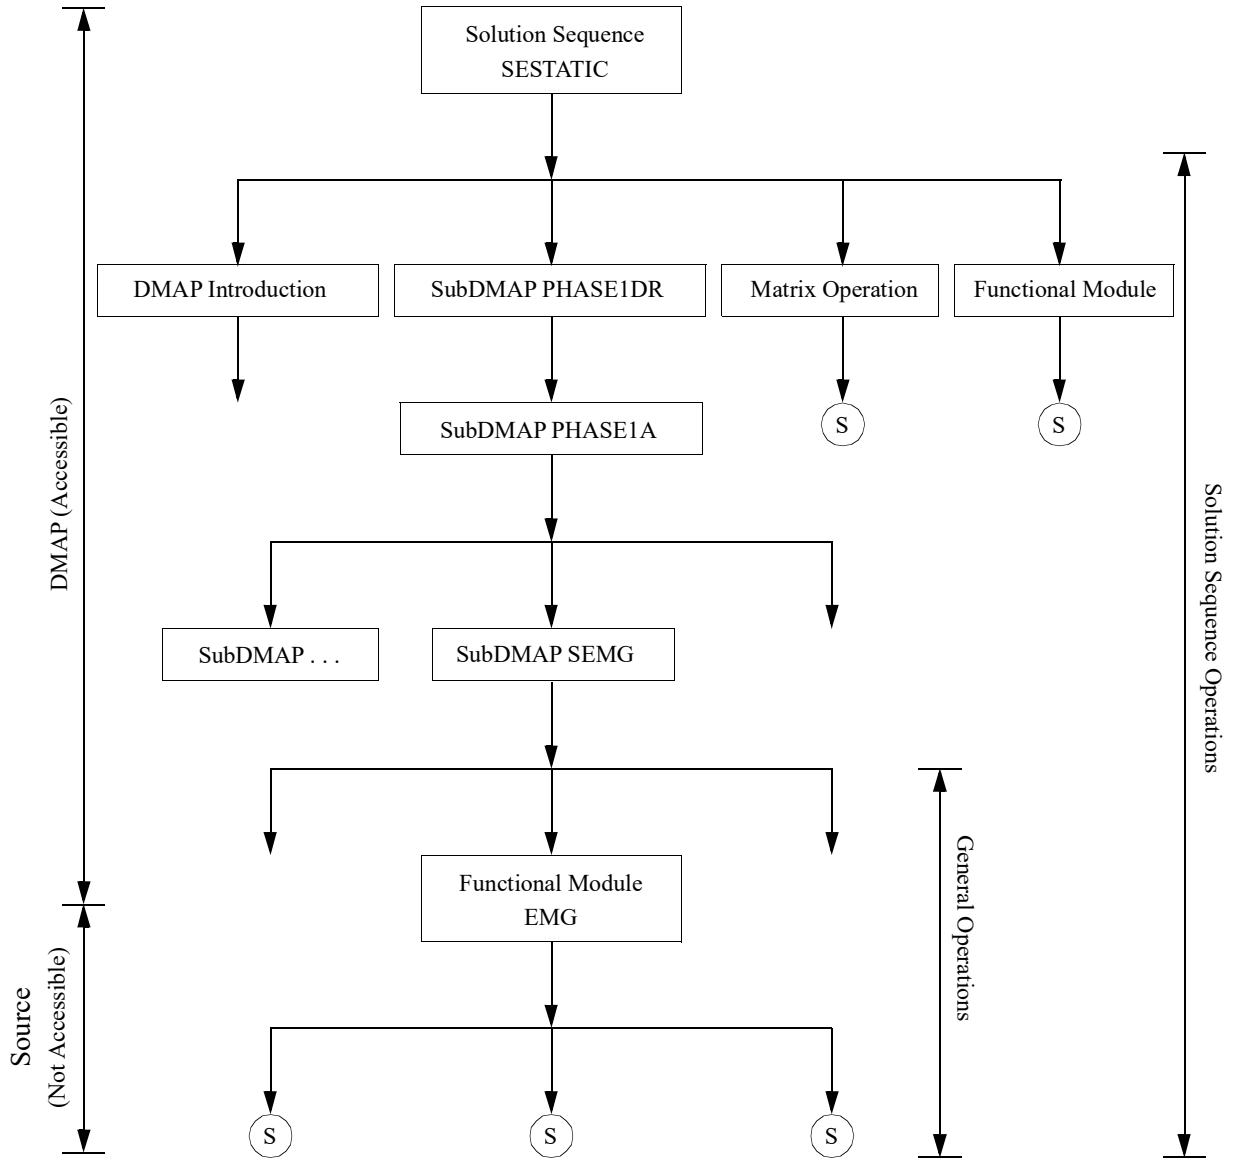 Solution Sequence
SESTATIC
DMAP Introduction
SubDMAP PHASE1DR
Matrix Operation
Functional Module
SubDMAP PHASE1A
S
S
DMAP (Accessible)
Solution Sequence Operations
SubDMAP . . .
SubDMAP SEMG
Functional Module
EMG
General Operations
Source
(Not Accessible)
S
S
S